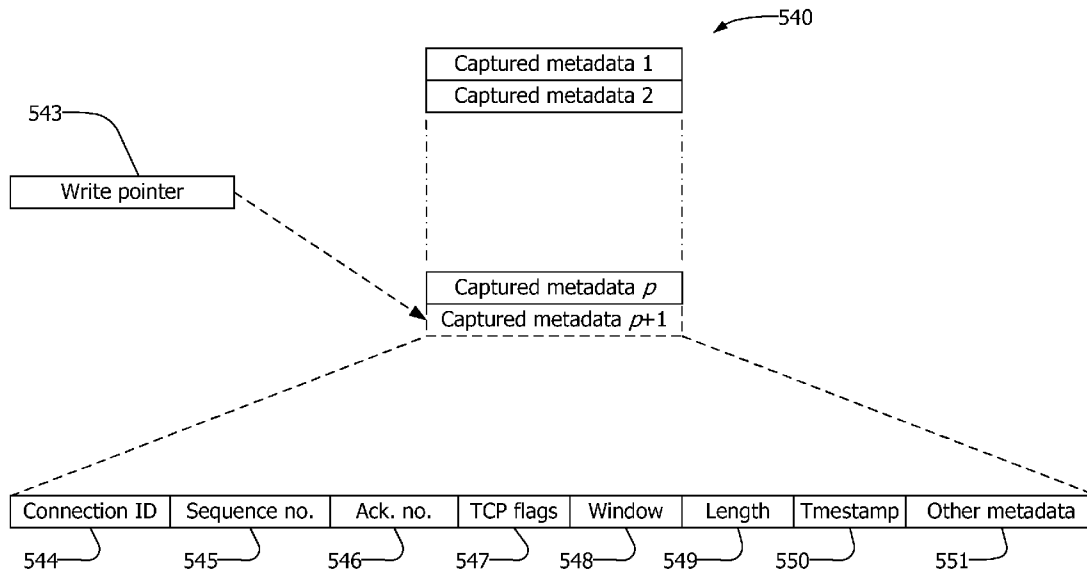 540
Captured metadata 1
Captured metadata 2
543
Write pointer
Captured metadata p
Captured metadata p+1
Connection ID Sequence no. Ack. no. TCP flags Window Length Tmestamp Other metadata
544 545 546 547 548 549 550 551